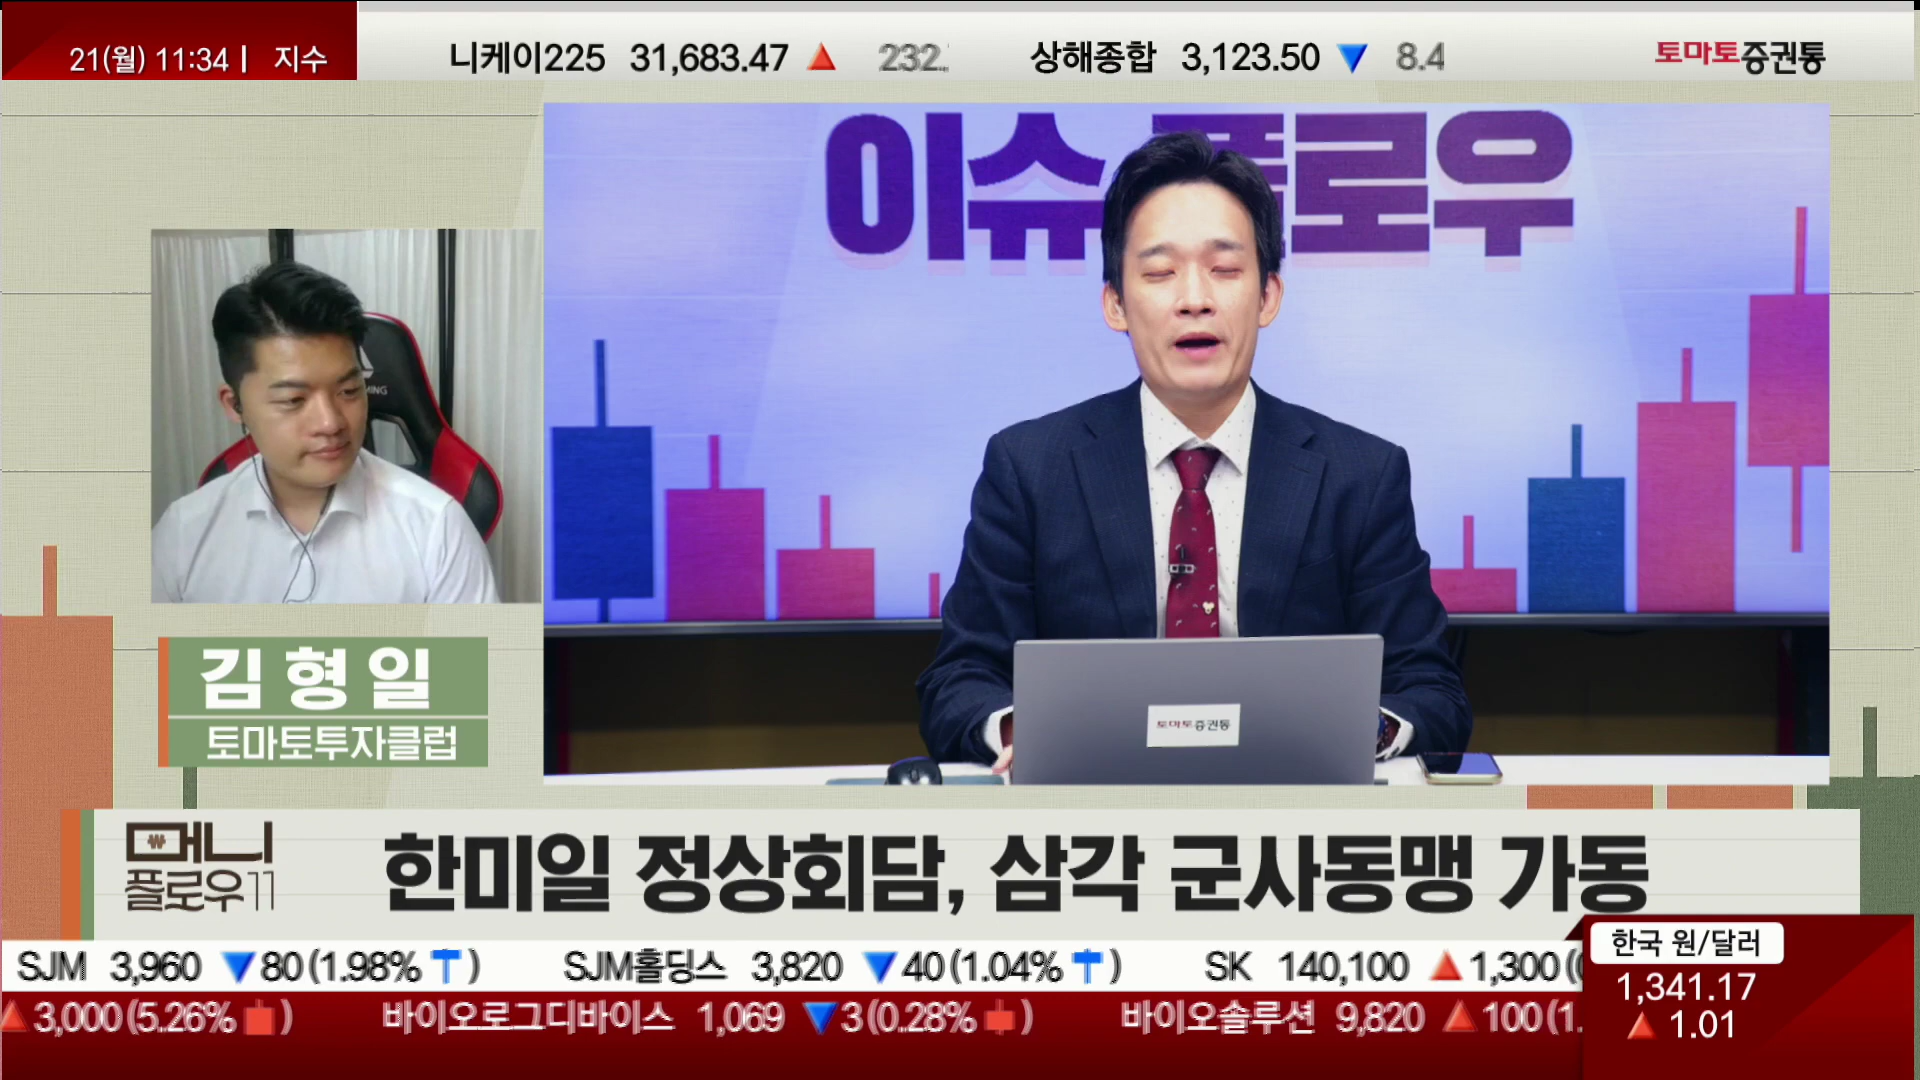 21(월) 11:34 | 지수
니케이225 31,683.47 ▲ 232.
상해종합 3,123.50 ▼ 8.4
토마토증권통
이슈 플로우
김형일
토마토투자클럽
토마토증권통
머니
플로우11
한미일 정상회담, 삼각 군사동맹 가동
SJM 3,960 ▼80(1.98% ) SJM홀딩스 3,820 ▼40(1.04% ) SK 140,100 ▲1,300(
▲3,000(5.26% ) 바이오로그디바이스 1,069 ▼3(0.28% ) 바이오솔루션 9,820 ▲100(1.
한국 원/달러
1,341.17
▲ 1.01